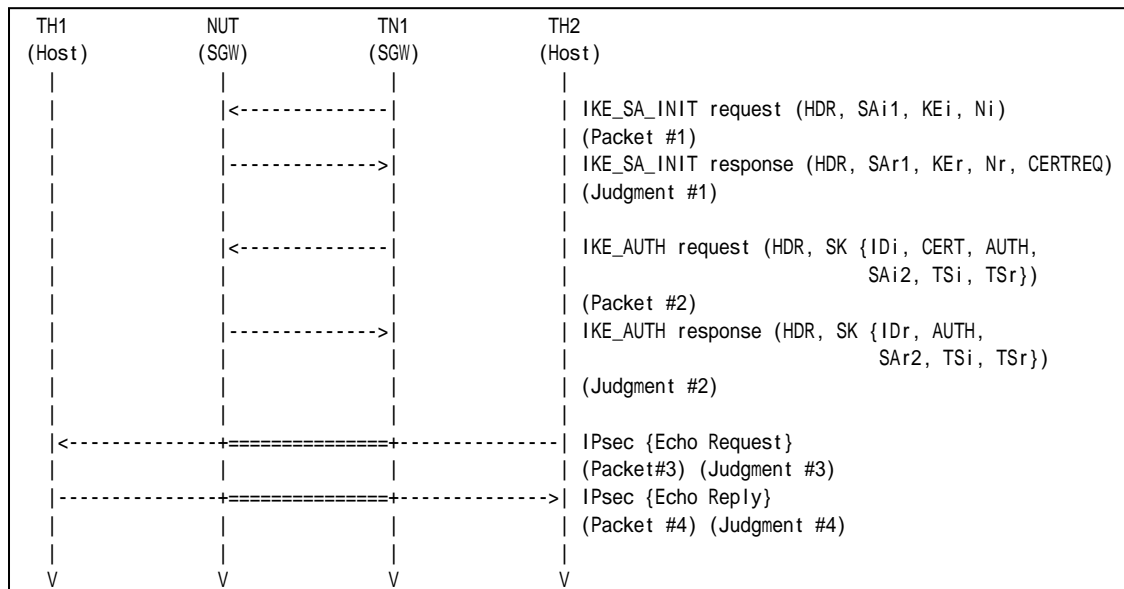 TH1 NUT TN1 TH2
(Host) (SGW) (SGW) (Host)
| | | |
| |<--------------| | IKE_SA_INIT request (HDR, SAi1, KEi, Ni)
| | | | (Packet #1)
| |-------------->| | IKE_SA_INIT response (HDR, SAr1, KEr, Nr, CERTREQ)
| | | | (Judgment #1)
| | | |
| |<--------------| | IKE_AUTH request (HDR, SK {IDi, CERT, AUTH,
| | | | SAi2, TSi, TSr})
| | | | (Packet #2)
| |-------------->| | IKE_AUTH response (HDR, SK {IDr, AUTH,
| | | | SAr2, TSi, TSr})
| | | | (Judgment #2)
| | | |
|<--------------+===============+--------------| IPsec {Echo Request}
| | | | (Packet#3) (Judgment #3)
|---------------+===============+------------->| IPsec {Echo Reply}
| | | | (Packet #4) (Judgment #4)
| | | |
V V V V